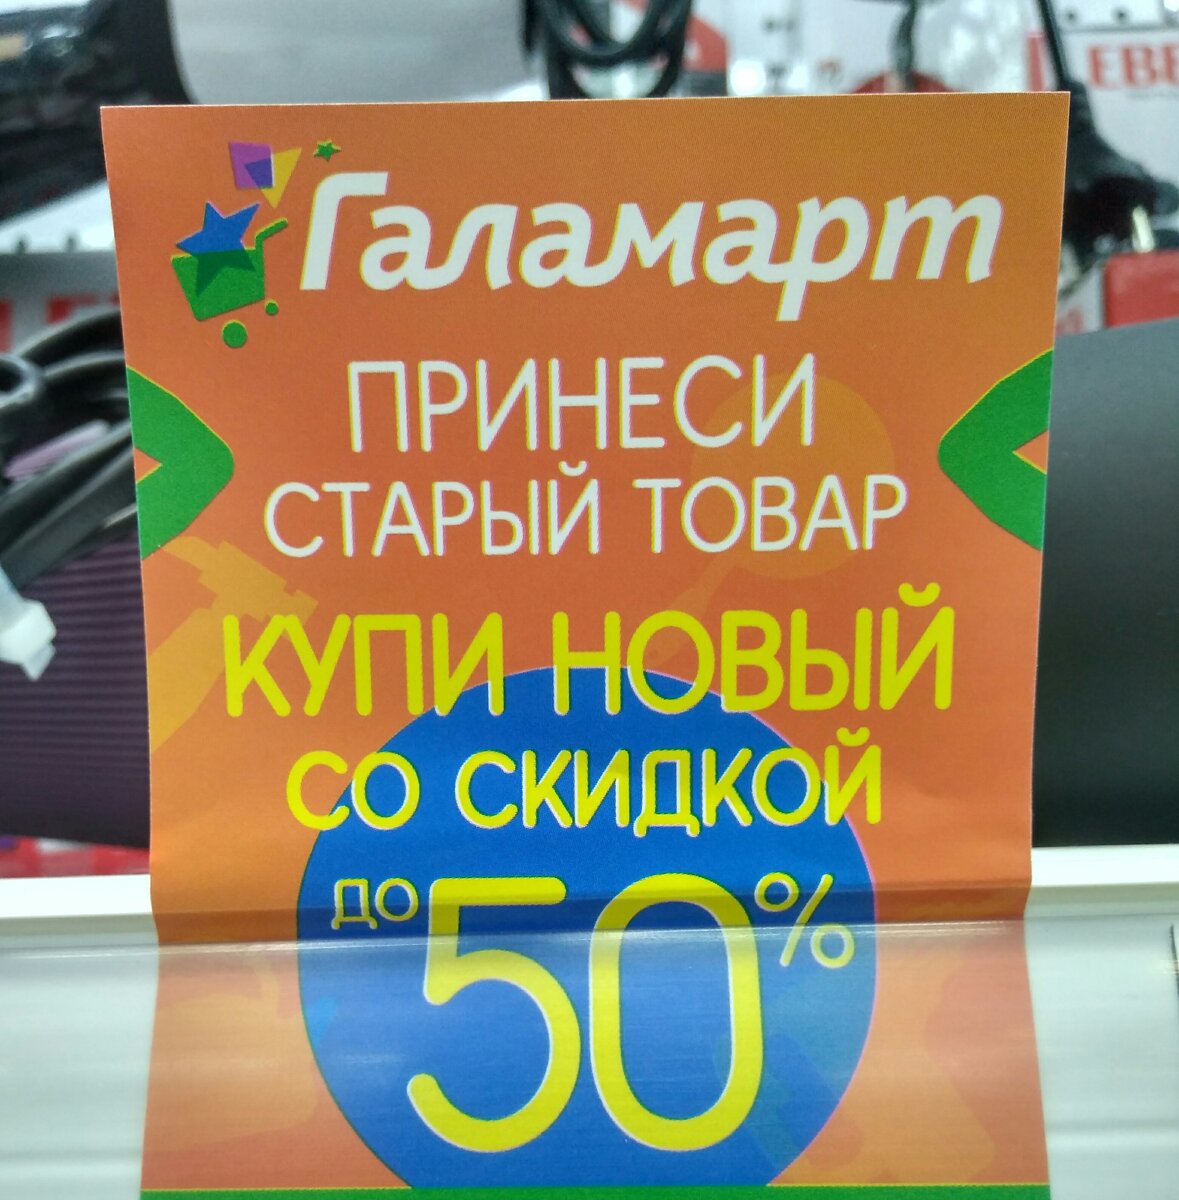 Галамарт
ПРИНЕСИ
СТАРЫЙ ТОВАР
КУПИ НОВЫЙ
СО СКИДКОЙ
ДО 50%